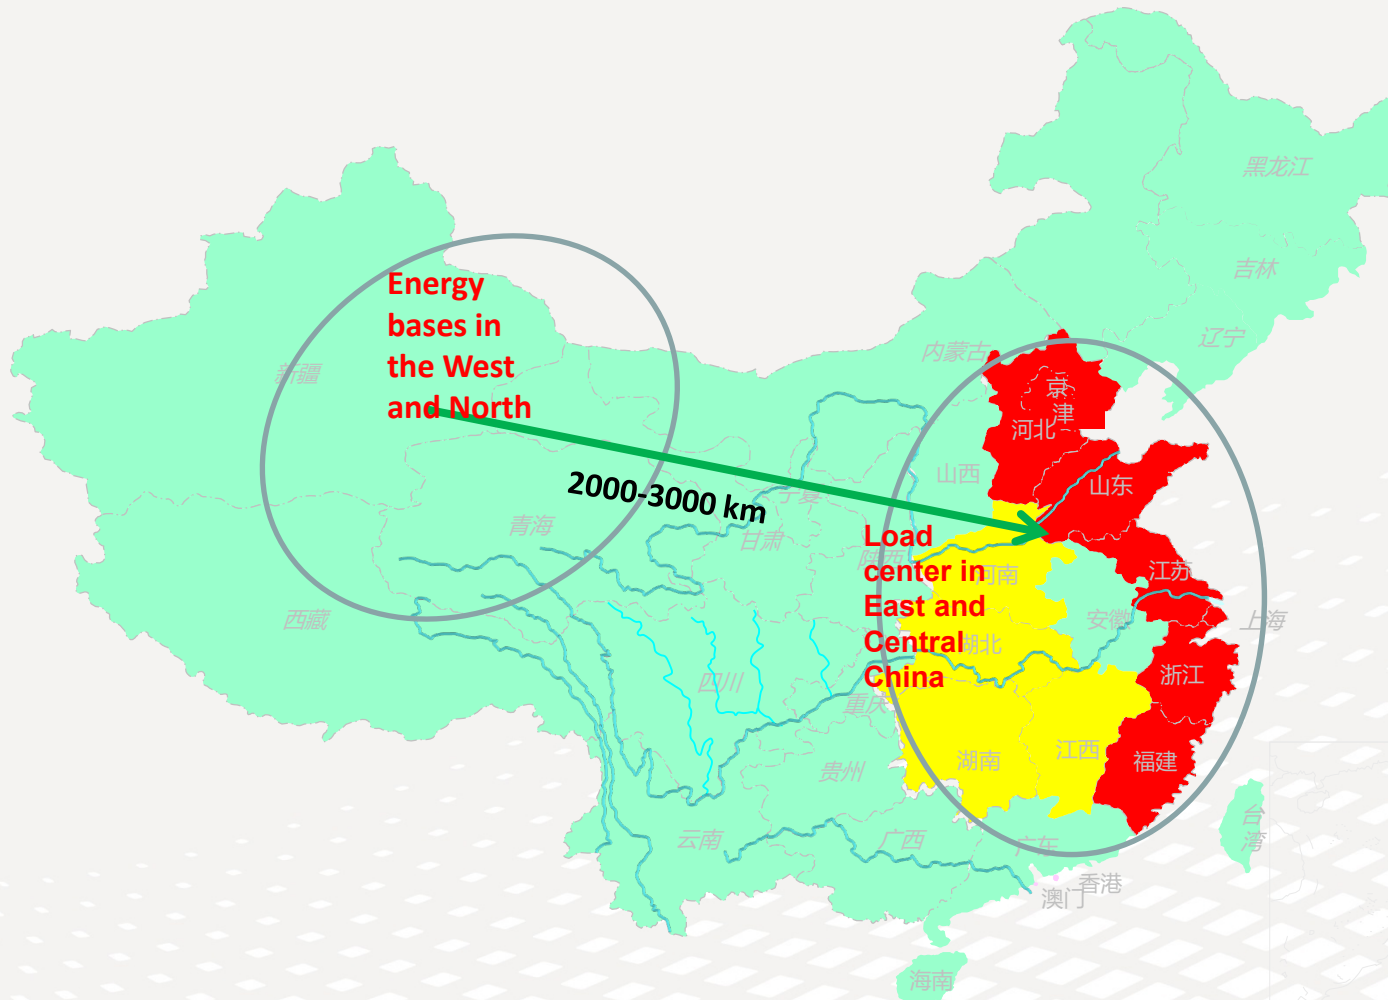 黑龙江
吉林
辽宁
内蒙古
Energy
bases in
the West
and North
新疆
京
津
河北
山西
山东
2000-3000 km
宁夏
青海
甘肃
陕西
Load
center in
East and
Central
China
河南
江苏
安徽
上海
西藏
湖北
四川
重庆
浙江
湖南
江西
福建
贵州
云南
广西
广东
台
湾
香港
澳门
海南